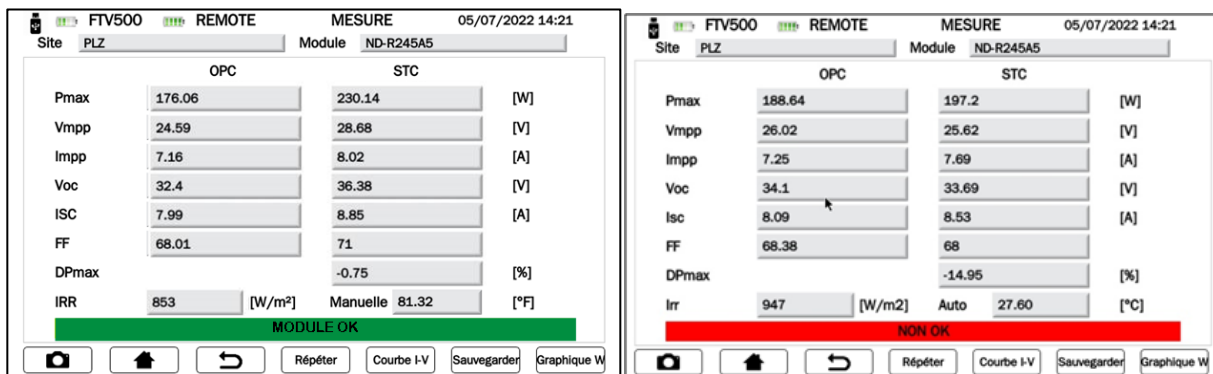 FTV500 REMOTE MESURE 05/07/2022 14:21
Site PLZ Module ND-R245A5
OPC STC
Pmax 176.06 230.14 [W]
Vmpp 24.59 28.68 [V]
Impp 7.16 8.02 [A]
Voc 32.4 36.38 [V]
ISC 7.99 8.85 [A]
FF 68.01 71
DPmax -0.75 [%]
IRR 853 [W/m²] Manuelle 81.32 [°F]
MODULE OK
Répéter Courbe I-V Sauvegarder Graphique W
FTV500 REMOTE MESURE 05/07/2022 14:21
Site PLZ Module ND-R245A5
OPC STC
Pmax 188.64 197.2 [W]
Vmpp 26.02 25.62 [V]
Impp 7.25 7.69 [A]
Voc 34.1 33.69 [V]
Isc 8.09 8.53 [A]
FF 68.38 68
DPmax -14.95 [%]
Irr 947 [W/m2] Auto 27.60 [°C]
NON OK
Répéter Courbe I-V Sauvegarder Graphique W